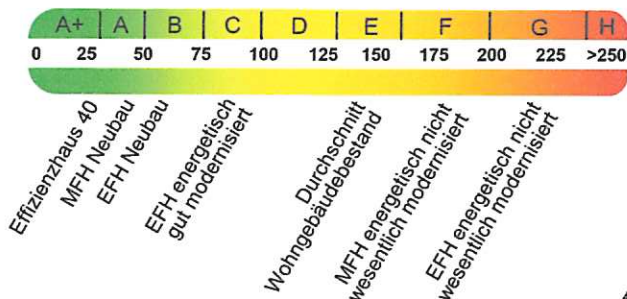 A+ A B C D E F G H
0 25 50 75 100 125 150 175 200 225 >250
Effizienzhaus 40
MFH Neubau
EFH Neubau
EFH energetisch
gut modernisiert
Durchschnitt
Wohngebäudebestand
MFH energetisch nicht
wesentlich modernisiert
EFH energetisch nicht
wesentlich modernisiert